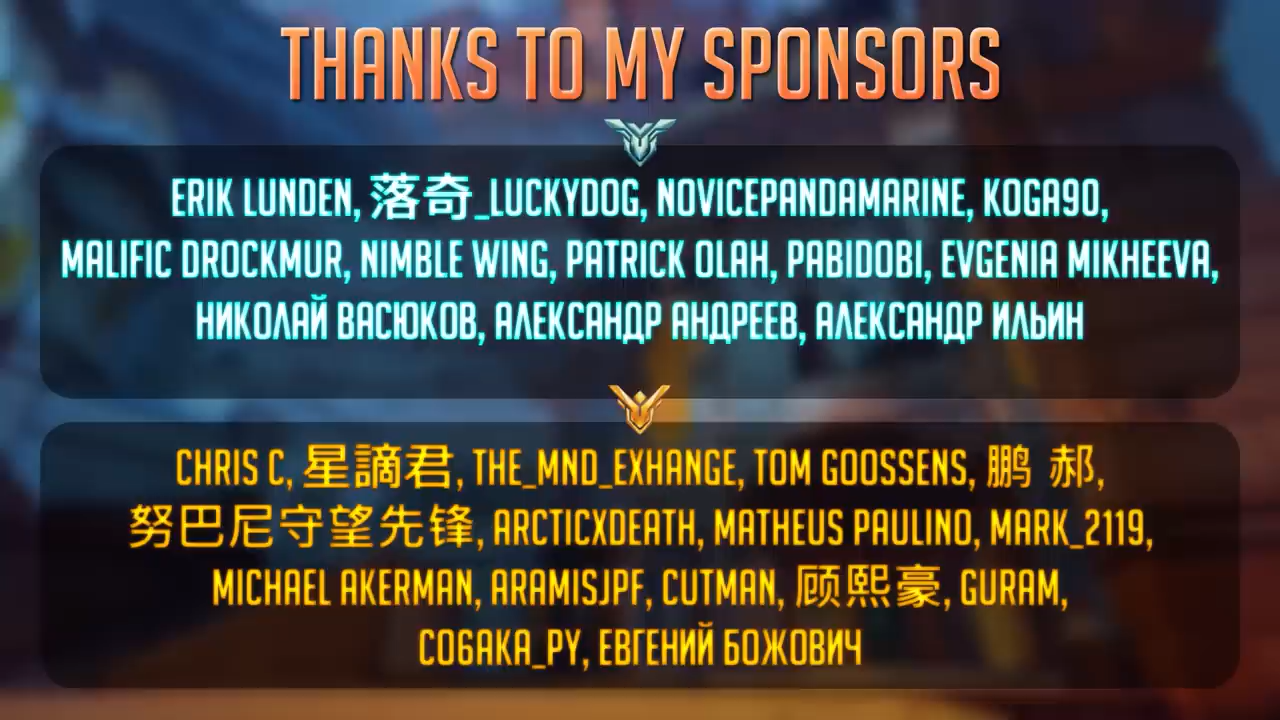 THANKS TO MY SPONSORS
ERIK LUNDEN, 落奇_LUCKYDOG, NOVICEPANDAMARINE, KOGA90,
MALIFIC DROCKMUR, NIMBLE WING, PATRICK OLAH, PABIDOBI, EVGENIA MIKHEEVA,
НИКОЛАЙ ВАСЮКОВ, АЛЕКСАНДР АНДРЕЕВ, АЛЕКСАНДР ИЛЬИН
CHRIS C, 星謫君, THE_MND_EXHANGE, TOM GOOSSENS, 鹏 郝,
努巴尼守望先锋, ARCTICXDEATH, MATHEUS PAULINO, MARK_2119,
MICHAEL AKERMAN, ARAMISJPF, CUTMAN, 顾熙豪, GURAM,
CO6AKA_PY, ЕВГЕНИЙ БОЖОВИЧ